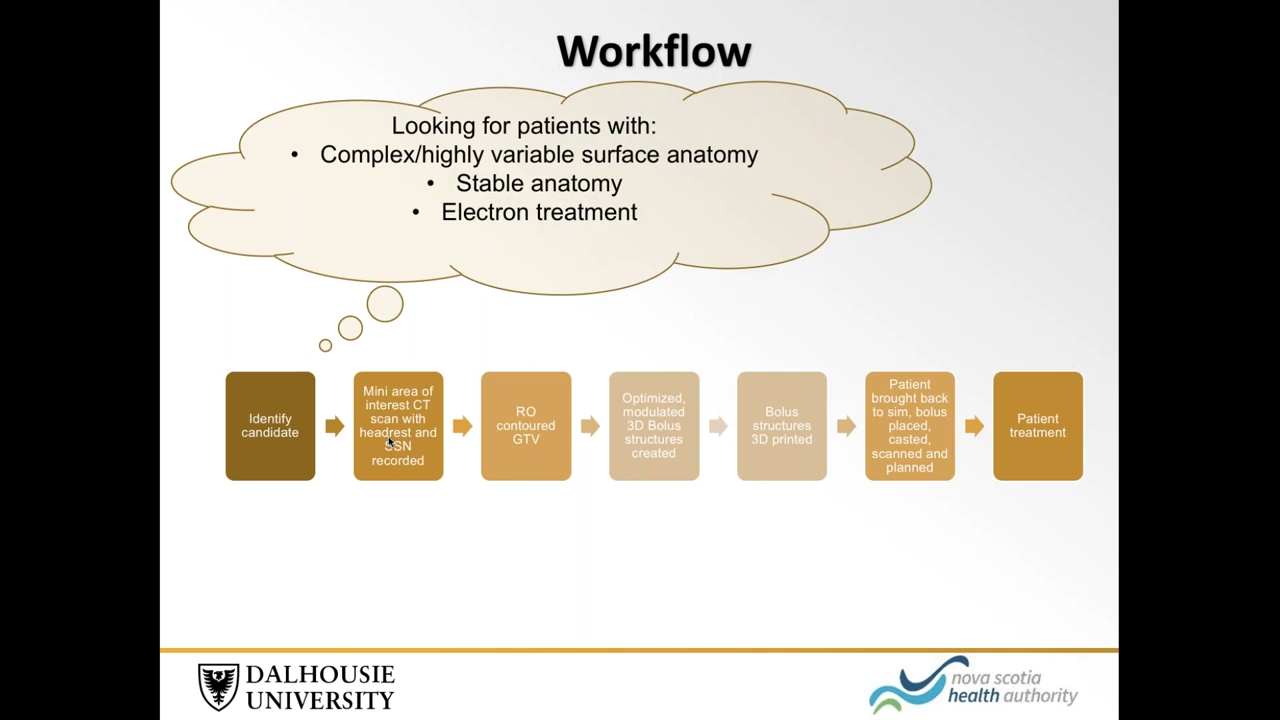 Workflow
Looking for patients with:
• Complex/highly variable surface anatomy
• Stable anatomy
• Electron treatment
Identify
candidate
Mini area of
interest CT
scan with
headrest and
SSN
recorded
RO
contoured
GTV
Optimized,
modulated
3D Bolus
structures
created
Bolus
structures
3D printed
Patient
brought back
to sim, bolus
placed,
casted,
scanned and
planned
Patient
treatment
DALHOUSIE
UNIVERSITY
nova scotia
health authority